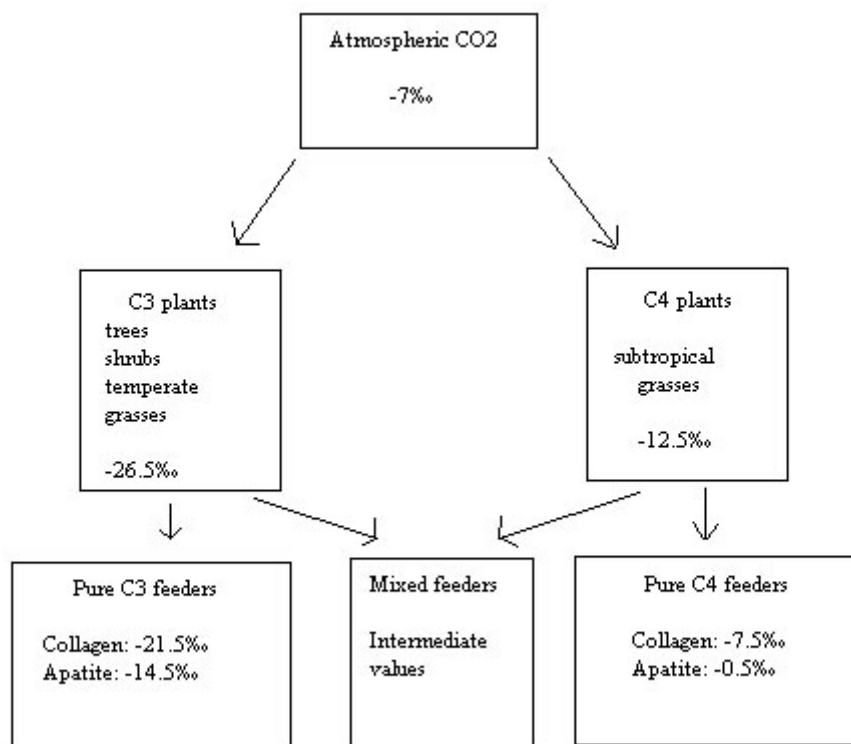 Atmospheric CO2
-7‰
C3 plants
trees
shrubs
temperate
grasses
-26.5‰
C4 plants
subtropical
grasses
-12.5‰
Pure C3 feeders
Collagen: -21.5‰
Apatite: -14.5‰
Mixed feeders
Intermediate
values
Pure C4 feeders
Collagen: -7.5‰
Apatite: -0.5‰